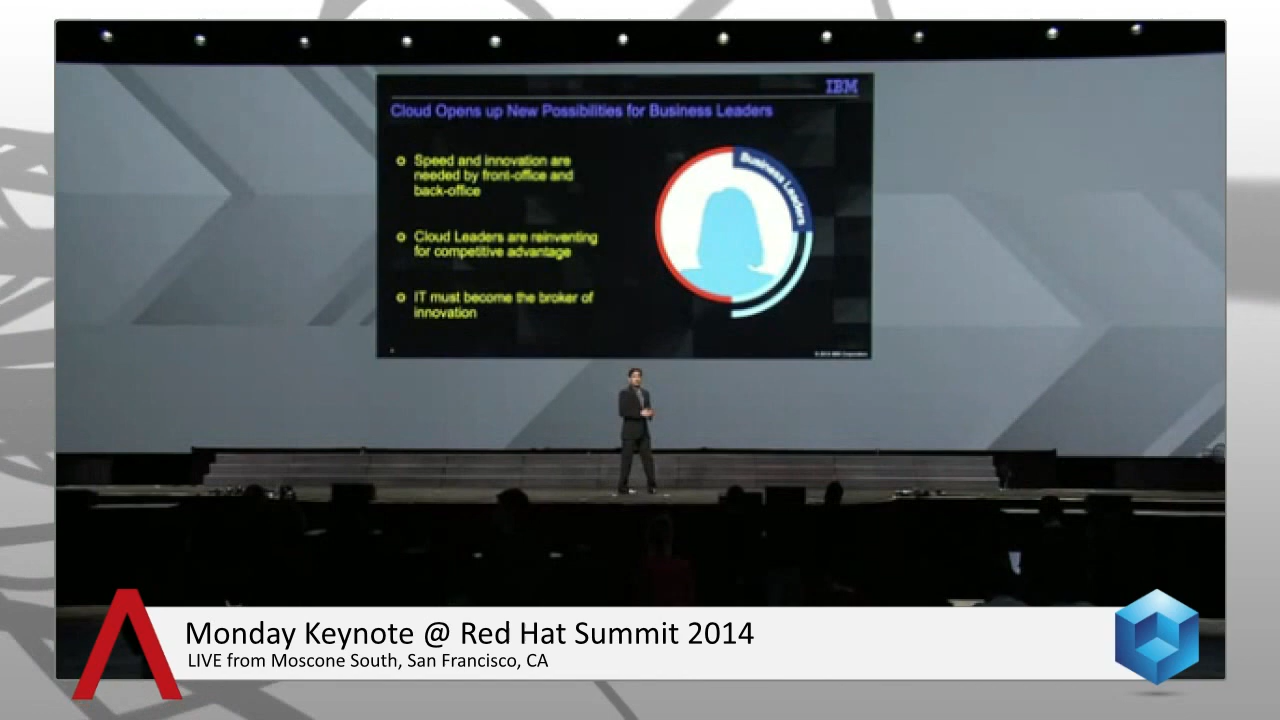 IBM
Cloud Opens up New Possibilities for Business Leaders
Speed and innovation are
needed by front-office and
back-office
Cloud Leaders are reinventing
for competitive advantage
IT must become the broker of
innovation
Business Leaders
Monday Keynote @ Red Hat Summit 2014
LIVE from Moscone South, San Francisco, CA